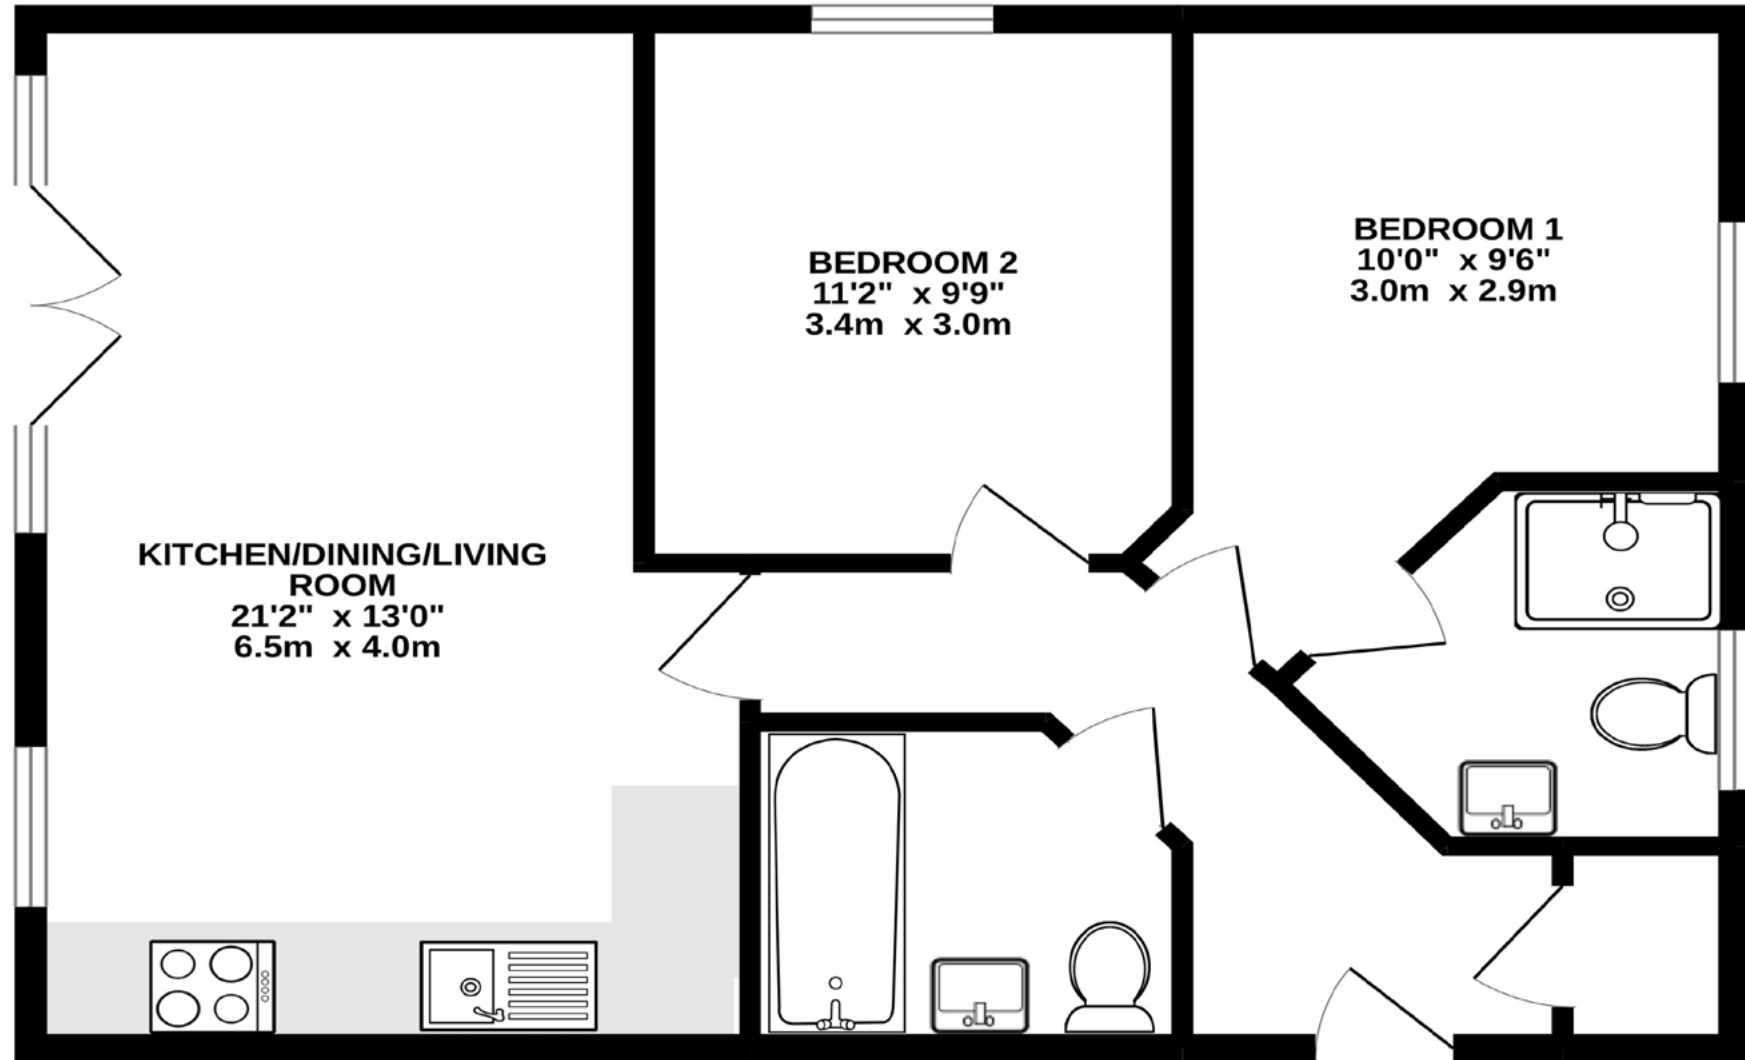 BEDROOM 2
11'2" x 9'9"
3.4m x 3.0m
BEDROOM 1
10'0" x 9'6"
3.0m x 2.9m
KITCHEN/DINING/LIVING
ROOM
21'2" x 13'0"
6.5m x 4.0m